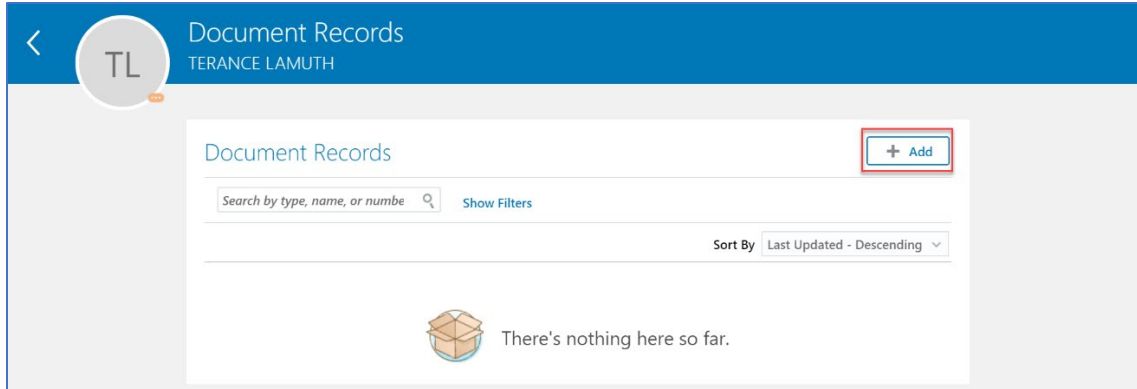 Document Records
TL
TERANCE LAMUTH
Document Records
+ Add
Search by type, name, or numbe
Show Filters
Sort By Last Updated - Descending
There's nothing here so far.